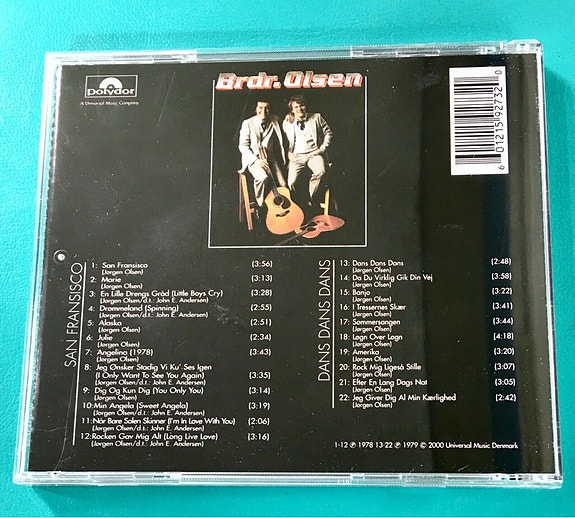 Polydor
A Universal Music Company
Brdr. Olsen
6 01215 92732 0
SAN FRANSISCO
1: San Fransisco (3:56)
(Jørgen Olsen)
2: Marie (3:13)
(Jørgen Olsen)
3: En Lille Drengs Gråd (Little Boys Cry) (3:28)
(Jørgen Olsen/d.t.: John E. Andersen)
4: Drømmeland (Spinning) (2:55)
(Jørgen Olsen/d.t.: John E. Andersen)
5: Alaska (2:51)
(Jørgen Olsen)
6: Julie (2:34)
(Jørgen Olsen)
7: Angelina (1978) (3:43)
(Jørgen Olsen)
8: Jeg Ønsker Stadig Vi Ku' Ses Igen
(I Only Want To See You Again) (3:35)
(Jørgen Olsen/d.t.: John E. Andersen)
9: Dig Og Kun Dig (You Only You) (3:14)
(Jørgen Olsen/d.t.: John E. Andersen)
10: Min Angela (Sweet Angela) (3:19)
(Jørgen Olsen/d.t.: John E. Andersen)
11: Når Bare Solen Skinner (I'm In Love With You) (2:06)
(Jørgen Olsen/d.t.: John E. Andersen)
12: Rocken Gav Mig Alt (Long Live Love) (3:16)
(Jørgen Olsen/d.t.: John E. Andersen)
DANS DANS DANS
13: Dans Dans Dans (2:48)
(Jørgen Olsen)
14: Da Du Virklig Gik Din Vej (3:58)
(Jørgen Olsen)
15: Banjo (3:22)
(Jørgen Olsen)
16: I Tressernes Skær (3:41)
(Jørgen Olsen)
17: Sommersangen (3:44)
(Jørgen Olsen)
18: Løgn Over Løgn (4:18)
(Jørgen Olsen)
19: Amerika (3:20)
(Jørgen Olsen)
20: Rock Mig Ligeså Stille (3:07)
(Jørgen Olsen)
21: Efter En Lang Dags Nat (3:05)
(Jørgen Olsen)
22: Jeg Giver Dig Al Min Kærlighed (2:42)
(Jørgen Olsen)
1-12 ℗ 1978 13-22 ℗ 1979 © 2000 Universal Music Denmark